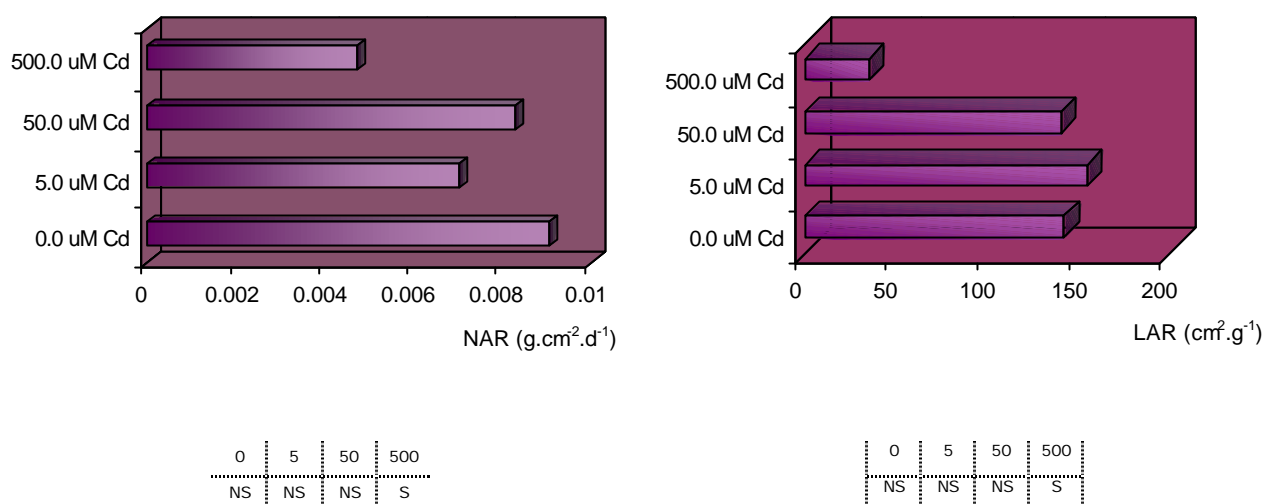 500.0 uM Cd
50.0 uM Cd
5.0 uM Cd
0.0 uM Cd
0 0.002 0.004 0.006 0.008 0.01
NAR (g.cm⁻².d⁻¹)
0 5 50 500
NS NS NS S
500.0 uM Cd
50.0 uM Cd
5.0 uM Cd
0.0 uM Cd
0 50 100 150 200
LAR (cm².g⁻¹)
0 5 50 500
NS NS NS S